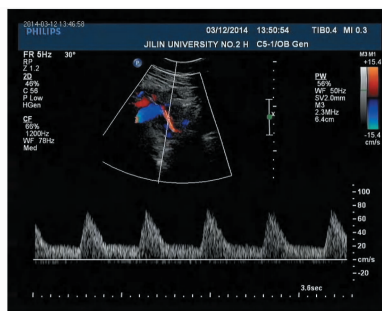 2014-03-12 13:46:58
PHILIPS
03/12/2014 13:50:54 TIB0.4 MI 0.3
JILIN UNIVERSITY NO.2 H C5-1/OB Gen
FR 5Hz 30°
RP
Z 1.2
2D
46%
C 56
P Low
HGen
CF
66%
1200Hz
WF 78Hz
Med
P
x
M3 M1
+15.4
-15.4
cm/s
PW
56%
WF 50Hz
SV2.0mm
M3
2.3MHz
6.4cm
100
80
60
40
20
cm/s
-20
3.6sec